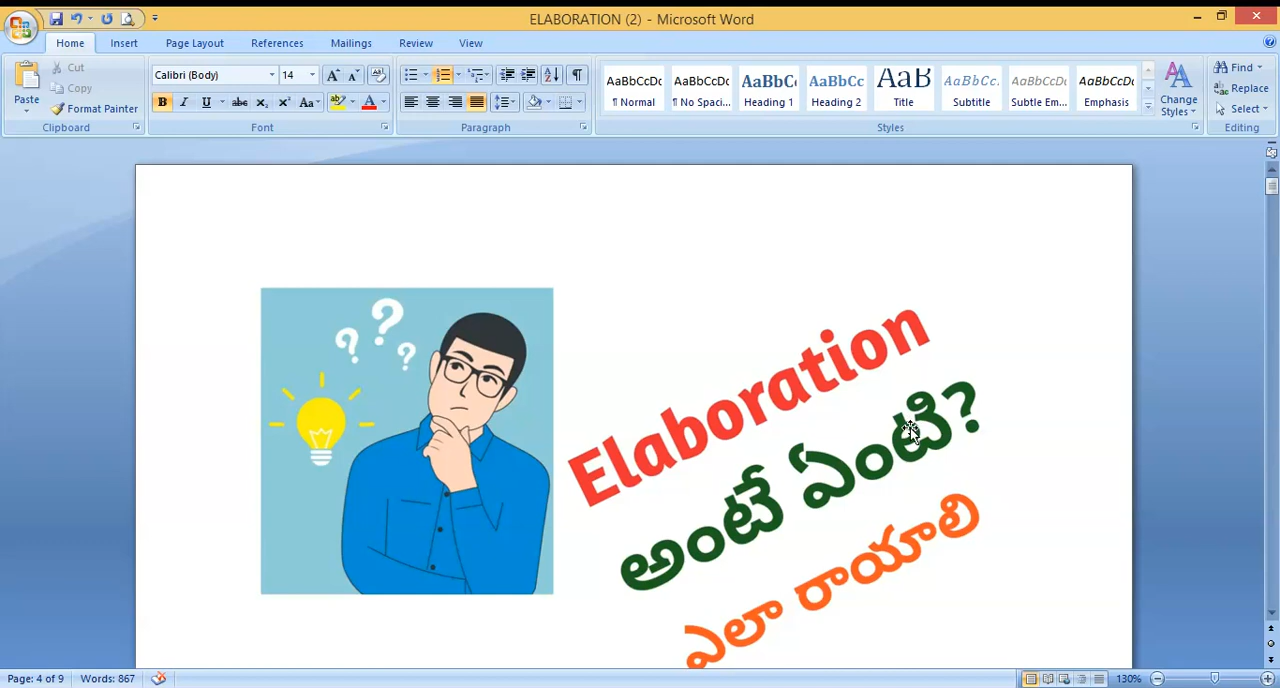 ELABORATION (2) - Microsoft Word
Home Insert Page Layout References Mailings Review View
Paste
Cut
Copy
Format Painter
Clipboard
Calibri (Body) 14
Font
Paragraph
AaBbCcDc AaBbCcDc AaBbC AaBbCc AaB AaBbCc. AaBbCcDc AaBbCcDc
¶ Normal ¶ No Spaci... Heading 1 Heading 2 Title Subtitle Subtle Em... Emphasis
Change Styles
Styles
Find
Replace
Select
Editing
? ? ?
Elaboration
అంటే ఏంటి?
ఎలా రాయాలి
Page: 4 of 9 Words: 867 130%